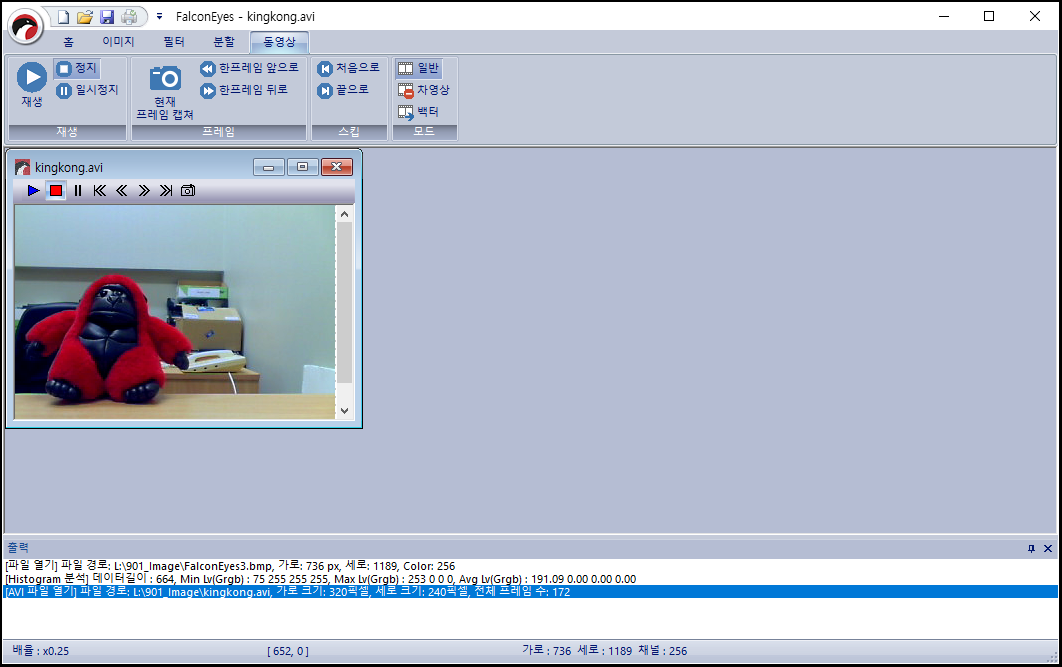 FalconEyes - kingkong.avi
홈 이미지 필터 분할 동영상
재생
정지
일시정지
재생
현재
프레임 캡쳐
한프레임 앞으로
한프레임 뒤로
프레임
처음으로
끝으로
스킵
일반
차영상
백터
모드
kingkong.avi
출력
[파일 열기] 파일 경로: L:\901_Image\FalconEyes3.bmp, 가로: 736 px, 세로: 1189, Color: 256
[Histogram 분석] 데이터길이 : 664, Min Lv(Grgb) : 75 255 255 255, Max Lv(Grgb) : 253 0 0 0, Avg Lv(Grgb) : 191.09 0.00 0.00 0.00
[AVI 파일 열기] 파일 경로: L:\901_Image\kingkong.avi, 가로 크기: 320픽셀, 세로 크기: 240픽셀, 전체 프레임 수: 172
배율 : x0.25 [ 652, 0 ] 가로 : 736 세로 : 1189 채널 : 256